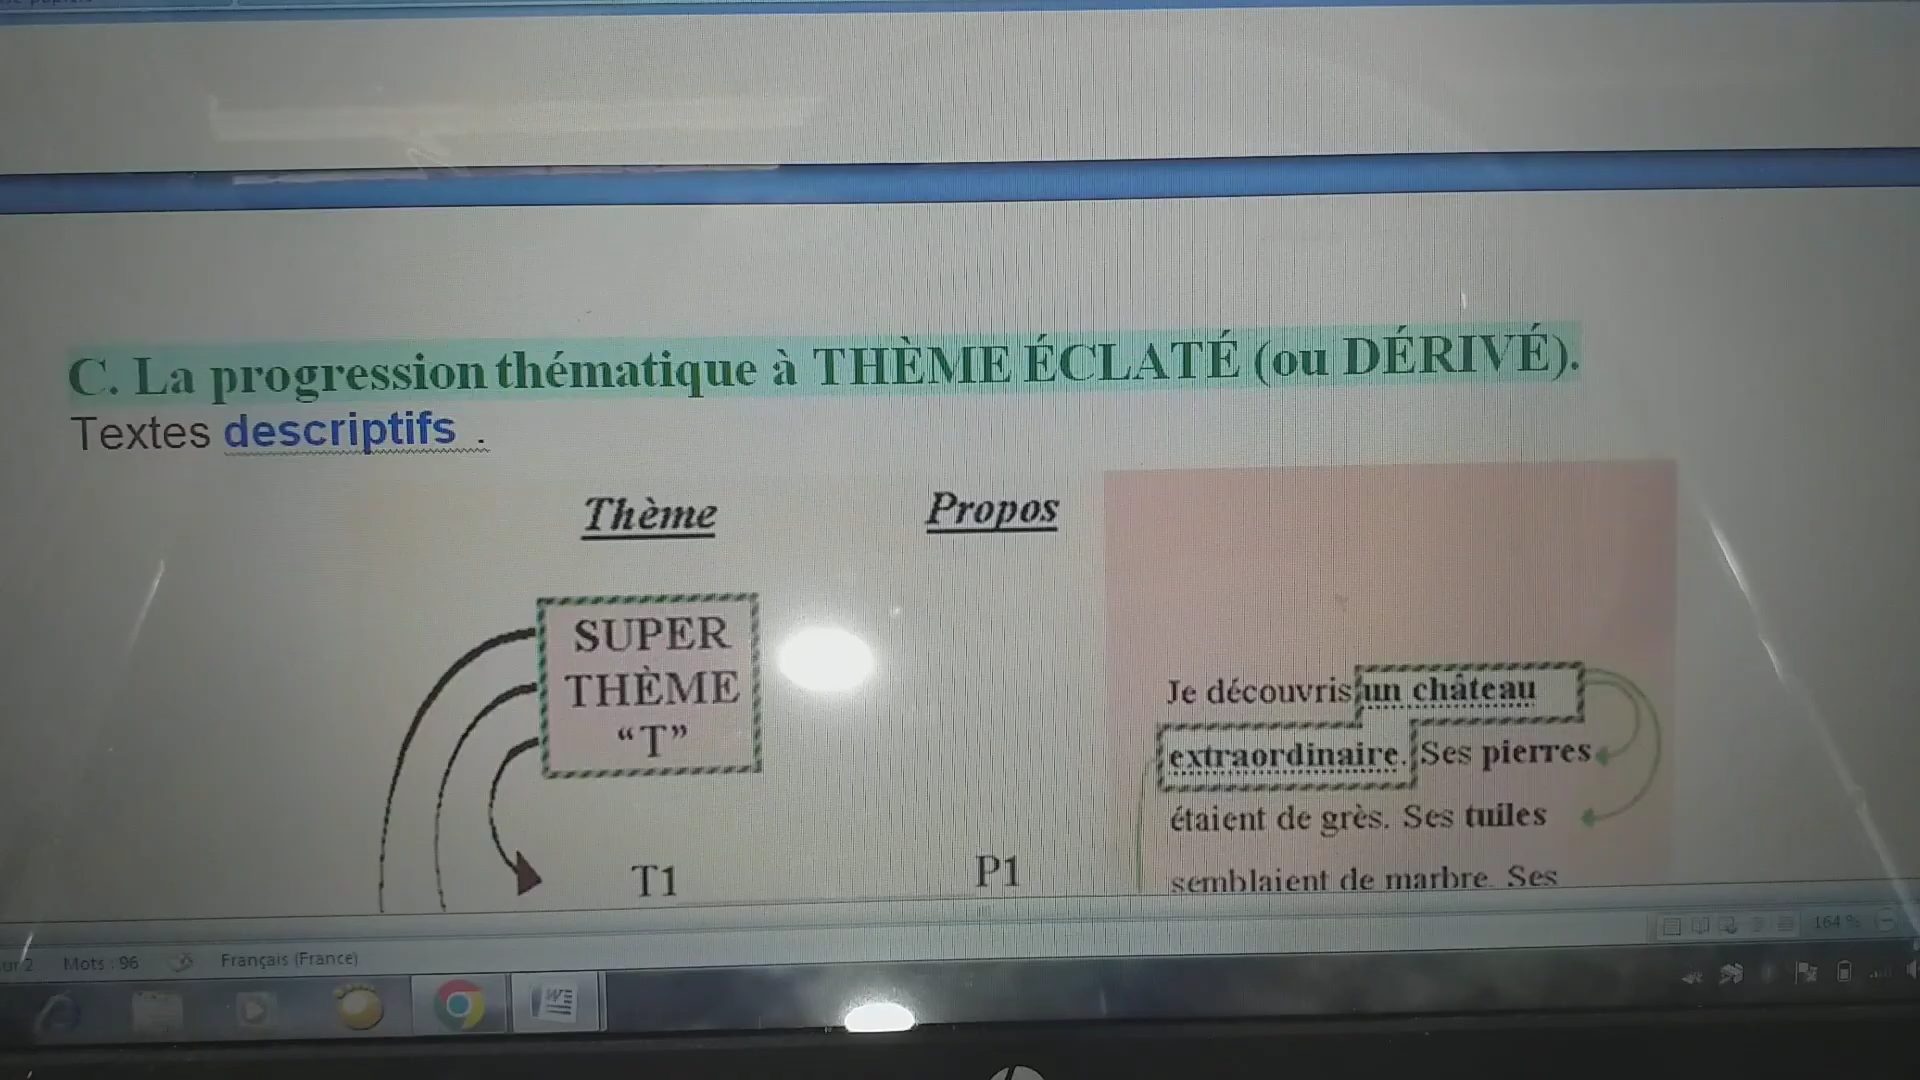 C. La progression thématique à THÈME ÉCLATÉ (ou DÉRIVÉ).
Textes descriptifs .
Thème
Propos
SUPER
THÈME
“T”
T1
P1
Je découvris un château
extraordinaire. Ses pierres
étaient de grès. Ses tuiles
semblaient de marbre. Ses
164 %
Mots : 96
Français (France)